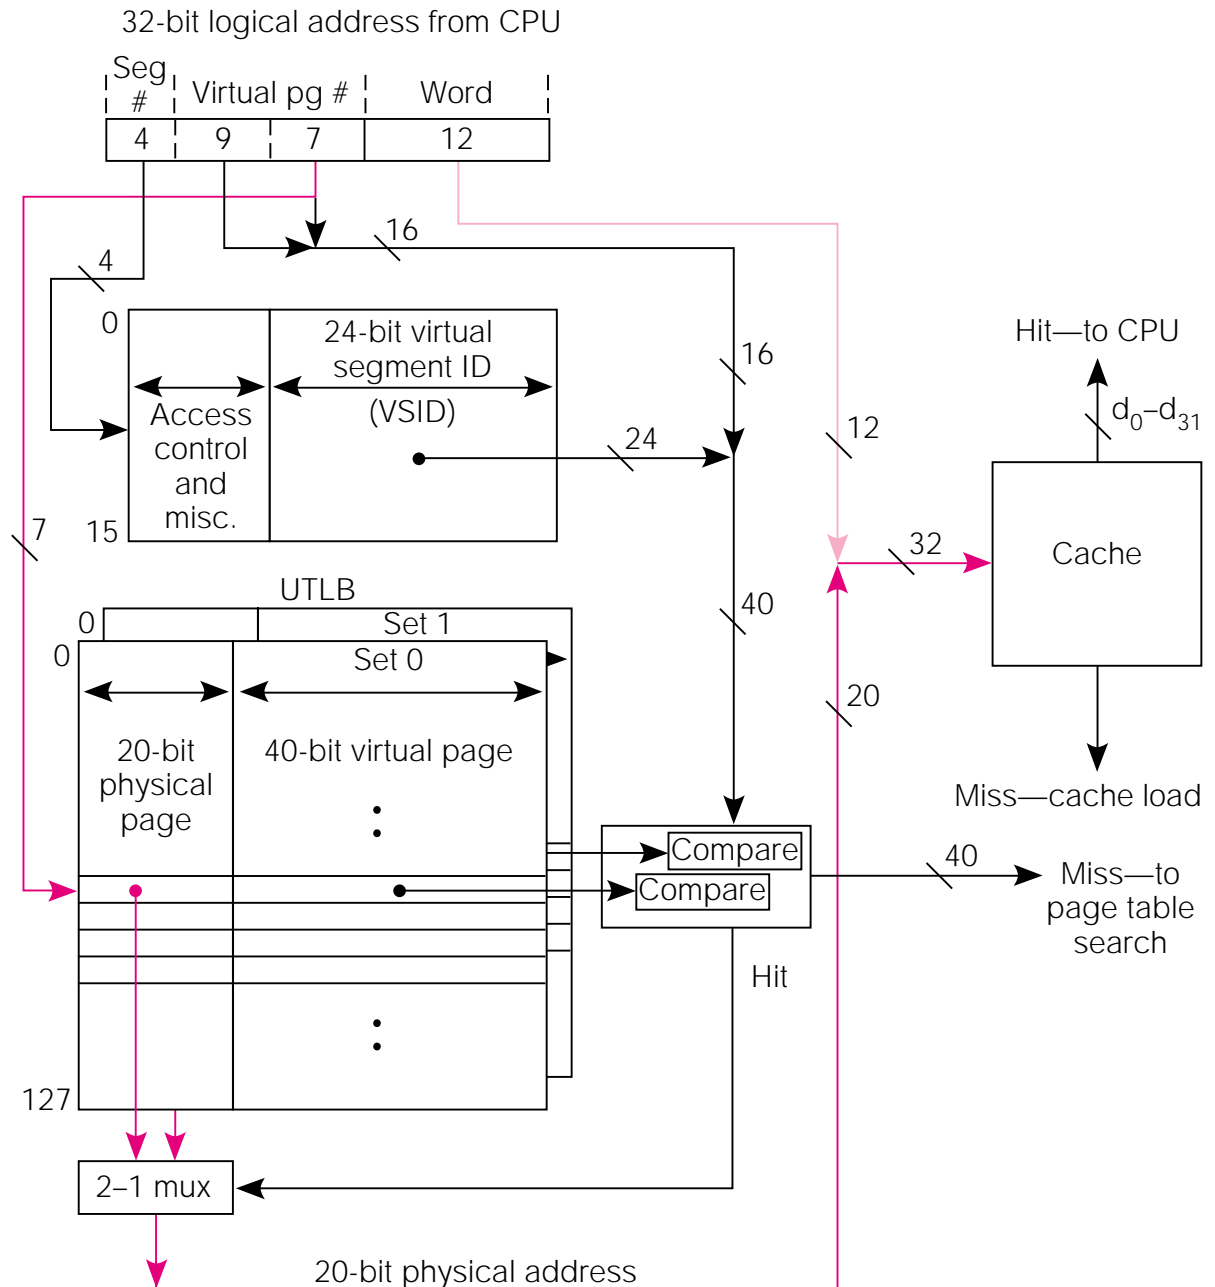 32-bit logical address from CPU
Seg
#
Virtual pg #
Word
4
9
7
12
16
4
0
24-bit virtual
segment ID
(VSID)
Access
control
and
misc.
15
16
24
12
7
Hit—to CPU
d0–d31
32
Cache
UTLB
0
Set 1
0
Set 0
40
20
20-bit
physical
page
40-bit virtual page
Miss—cache load
Compare
Compare
40
Miss—to
page table
search
Hit
127
2–1 mux
20-bit physical address